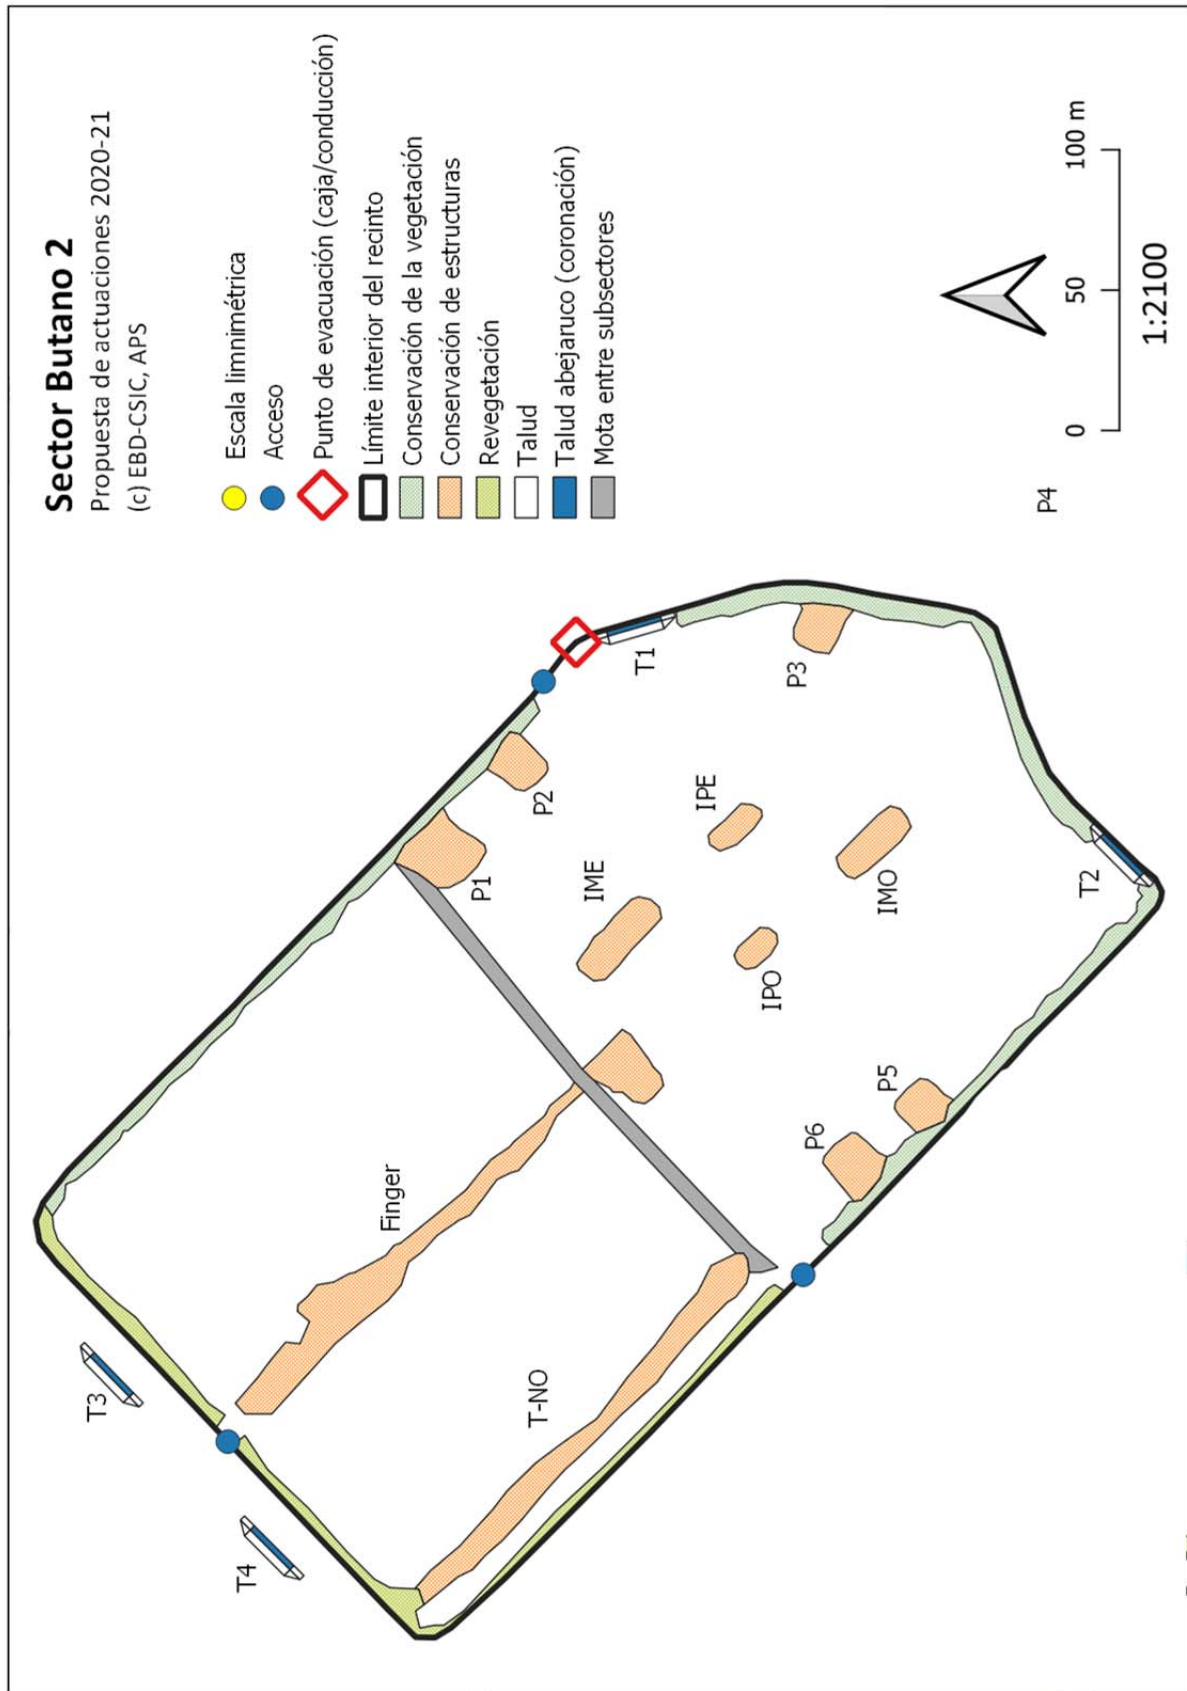 Sector Butano 2
Propuesta de actuaciones 2020-21
(c) EBD-CSIC, APS
Escala limnimétrica
Acceso
Punto de evacuación (caja/conducción)
Límite interior del recinto
Conservación de la vegetación
Conservación de estructuras
Revegetación
Talud
Talud abejaruco (coronación)
Mota entre subsectores
T3
T4
Finger
T-NO
P1
P2
T1
IME
IPE
P3
IPO
IMO
P6
P5
T2
P4
0 50 100 m
1:2100